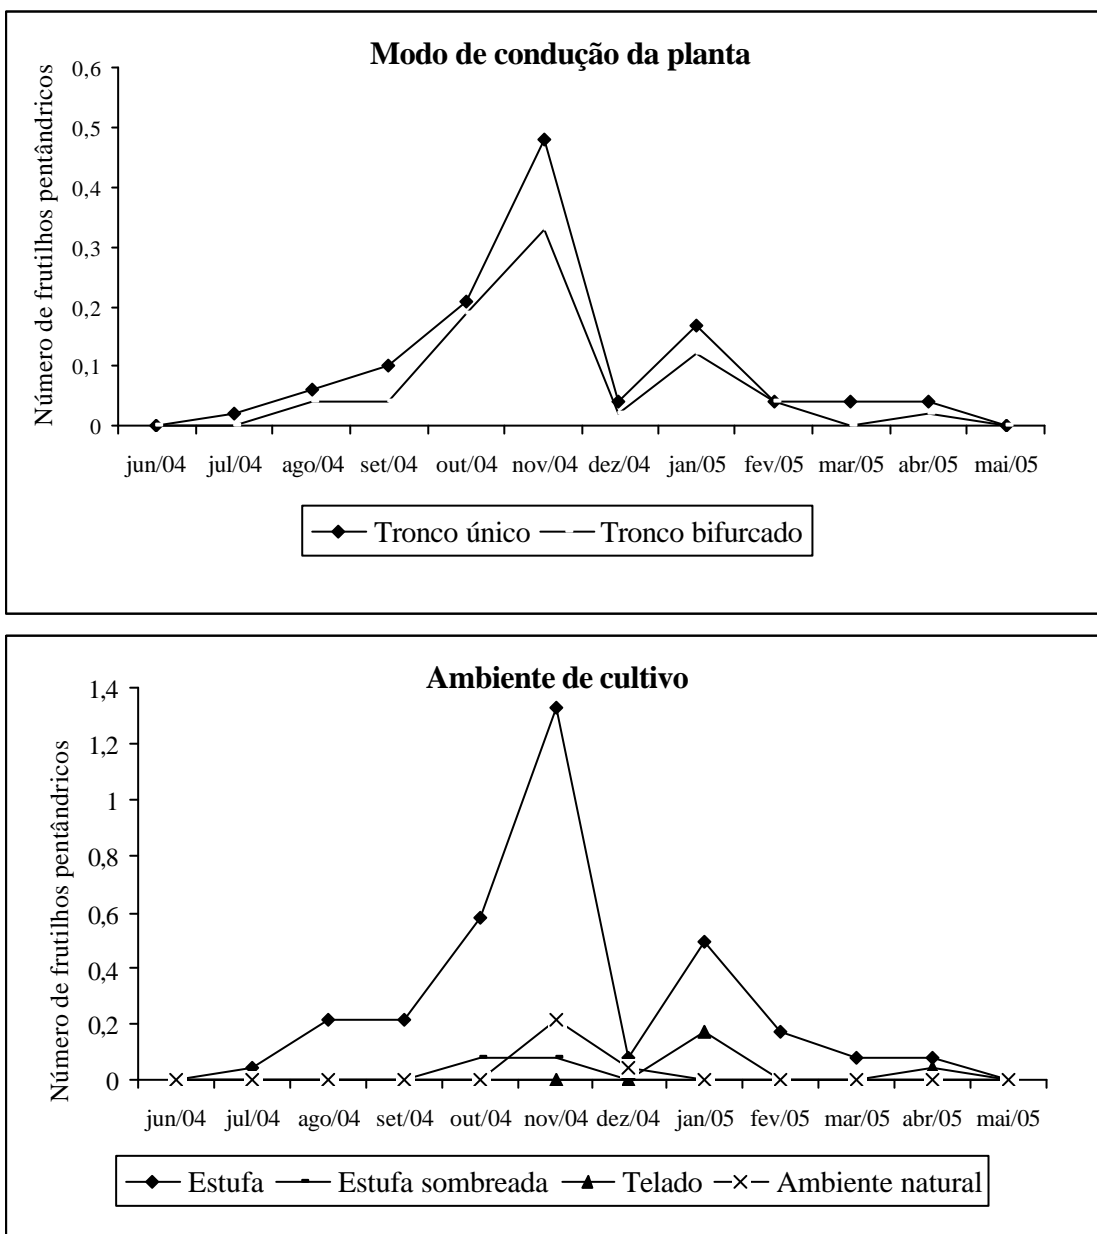 Modo de condução da planta
Número de frutilhos pentândricos
0,6
0,5
0,4
0,3
0,2
0,1
0
jun/04 jul/04 ago/04 set/04 out/04 nov/04 dez/04 jan/05 fev/05 mar/05 abr/05 mai/05
Tronco único Tronco bifurcado
Ambiente de cultivo
Número de frutilhos pentândricos
1,4
1,2
1
0,8
0,6
0,4
0,2
0
jun/04 jul/04 ago/04 set/04 out/04 nov/04 dez/04 jan/05 fev/05 mar/05 abr/05 mai/05
Estufa Estufa sombreada Telado Ambiente natural